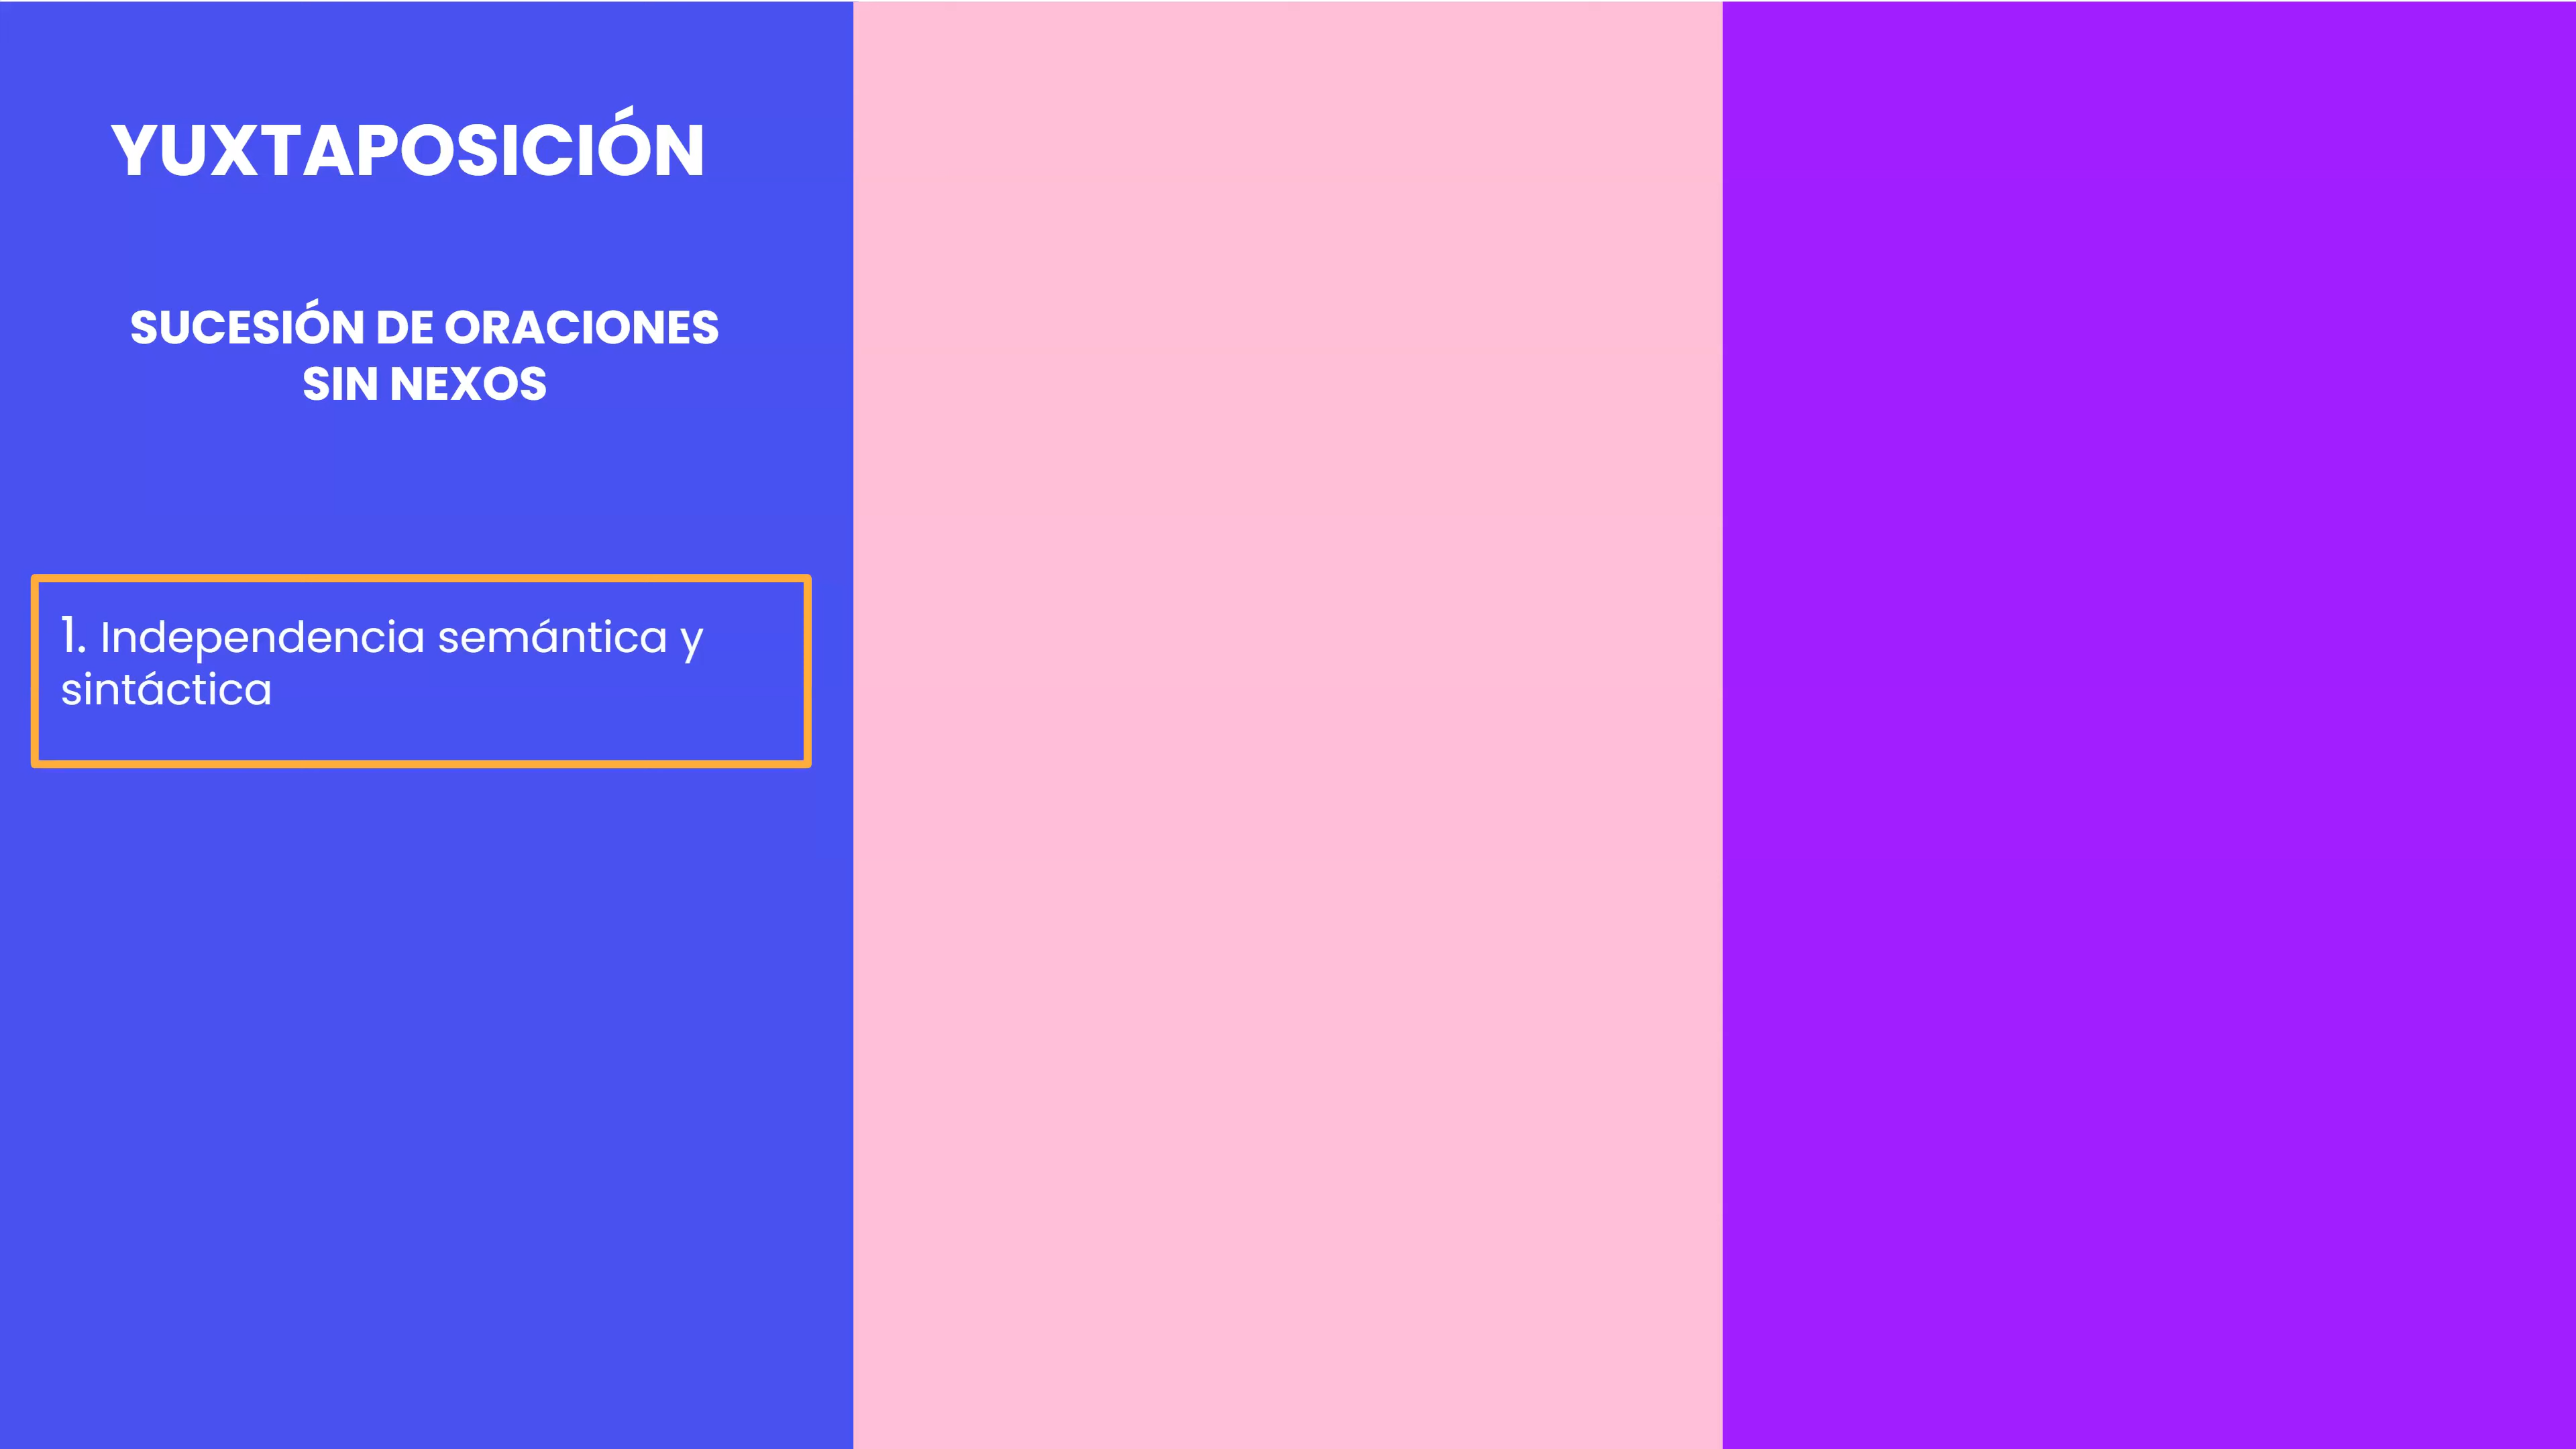 YUXTAPOSICIÓN
SUCESIÓN DE ORACIONES
SIN NEXOS
1. Independencia semántica y
sintáctica